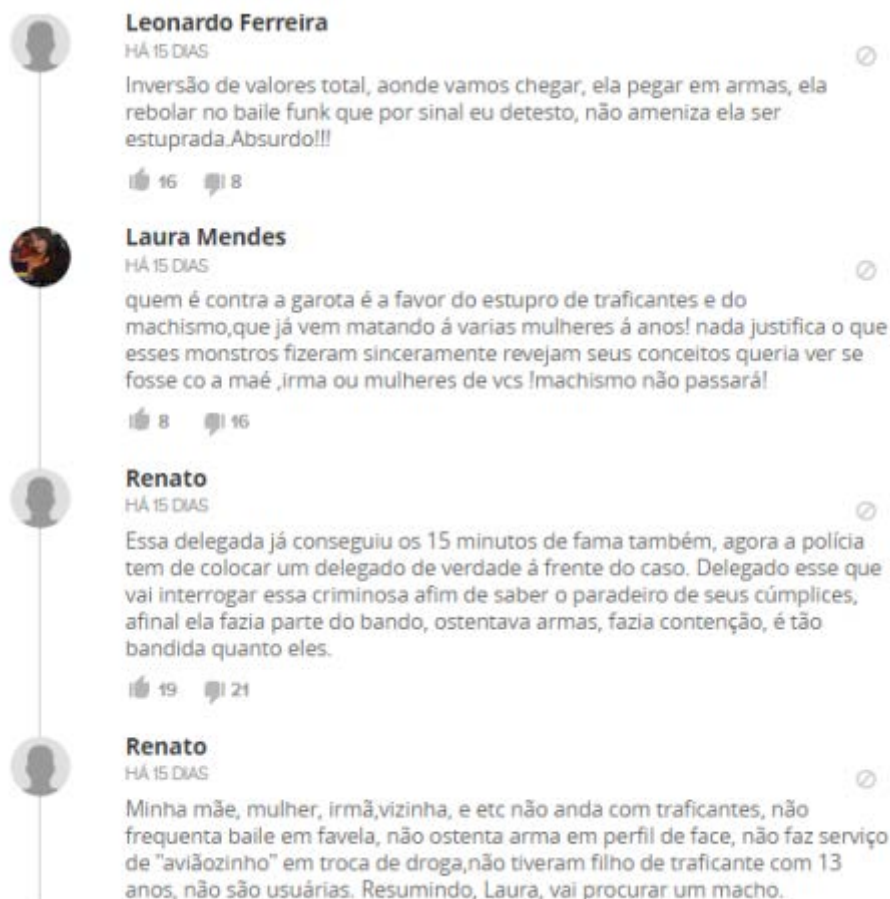 Leonardo Ferreira
HÁ 15 DIAS
Inversão de valores total, aonde vamos chegar, ela pegar em armas, ela
rebolar no baile funk que por sinal eu detesto, não ameniza ela ser
estuprada.Absurdo!!!
16 8
Laura Mendes
HÁ 15 DIAS
quem é contra a garota é a favor do estupro de traficantes e do
machismo,que já vem matando á varias mulheres á anos! nada justifica o que
esses monstros fizeram sinceramente revejam seus conceitos queria ver se
fosse co a maé ,irma ou mulheres de vcs !machismo não passará!
8 16
Renato
HÁ 15 DIAS
Essa delegada já conseguiu os 15 minutos de fama também, agora a polícia
tem de colocar um delegado de verdade á frente do caso. Delegado esse que
vai interrogar essa criminosa afim de saber o paradeiro de seus cúmplices,
afinal ela fazia parte do bando, ostentava armas, fazia contenção, é tão
bandida quanto eles.
19 21
Renato
HÁ 15 DIAS
Minha mãe, mulher, irmã,vizinha, e etc não anda com traficantes, não
frequenta baile em favela, não ostenta arma em perfil de face, não faz serviço
de "aviãozinho" em troca de droga,não tiveram filho de traficante com 13
anos, não são usuárias. Resumindo, Laura, vai procurar um macho.